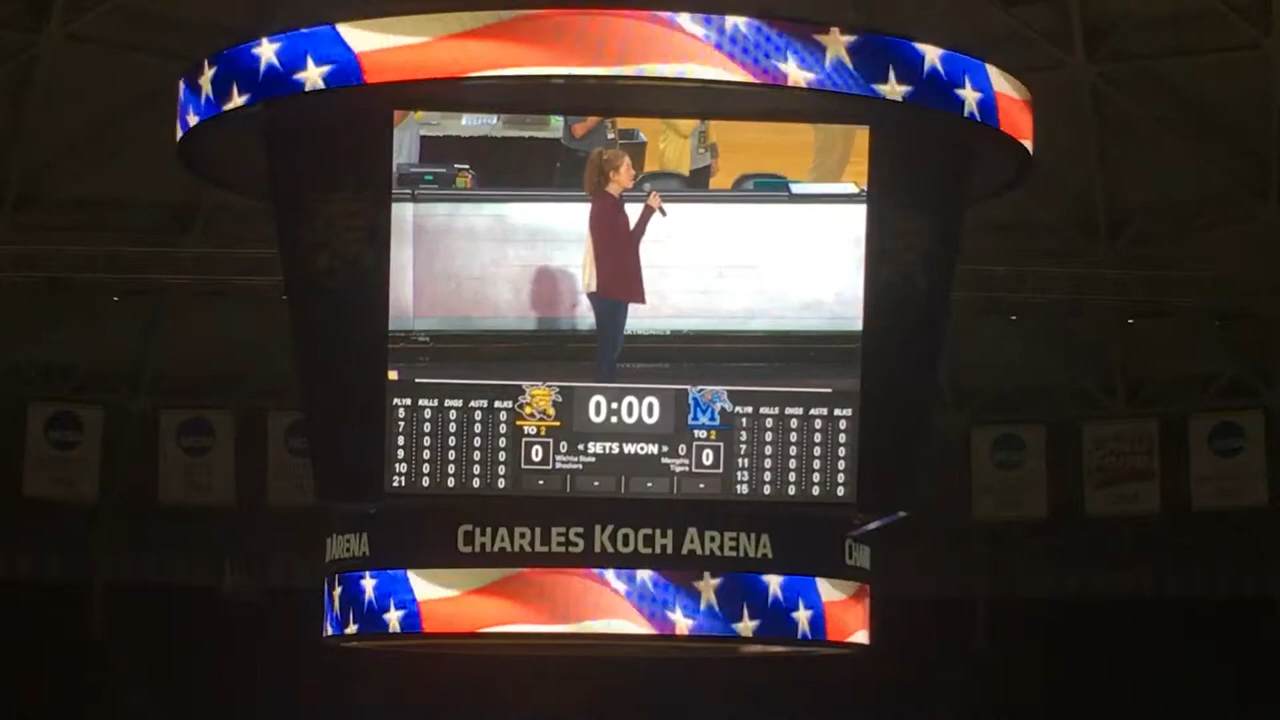 PLYR KILLS DIGS ASTS BLKS
5 0 0 0 0
7 0 0 0 0
8 0 0 0 0
9 0 0 0 0
10 0 0 0 0
21 0 0 0 0
0:00
M
TO 2
TO 2
0 0 « SETS WON » 0 0
Wichita State
Shockers
Memphis
Tigers
- - - -
PLYR KILLS DIGS ASTS BLKS
1 0 0 0 0
3 0 0 0 0
7 0 0 0 0
11 0 0 0 0
13 0 0 0 0
15 0 0 0 0
ARENA
CHARLES KOCH ARENA
CHAR
NCAA
NCAA